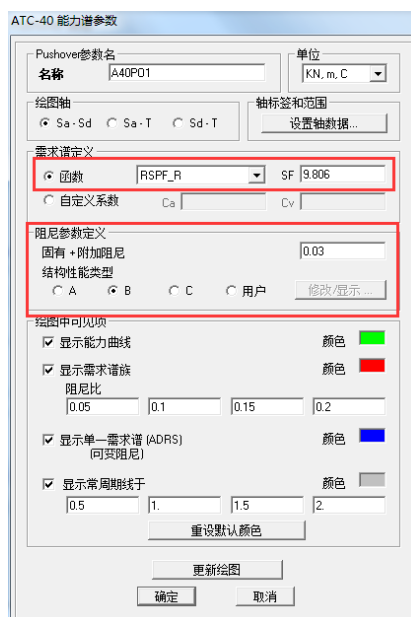 ATC-40 能力谱参数
Pushover参数名
名称 A40PO1
单位
KN, m, C
绘图轴
Sa - Sd Sa - T Sd - T
轴标签和范围
设置轴数据...
需求谱定义
函数 RSPF_R SF 9.806
自定义系数 Ca Cv
阻尼参数定义
固有 +附加阻尼 0.03
结构性能类型
A B C 用户 修改/显示 ...
绘图中可见项
显示能力曲线 颜色
显示需求谱族 颜色
阻尼比
0.05 0.1 0.15 0.2
显示单一需求谱 (ADRS) 颜色
(可变阻尼)
显示常周期线于 颜色
0.5 1. 1.5 2.
重设默认颜色
更新绘图
确定 取消